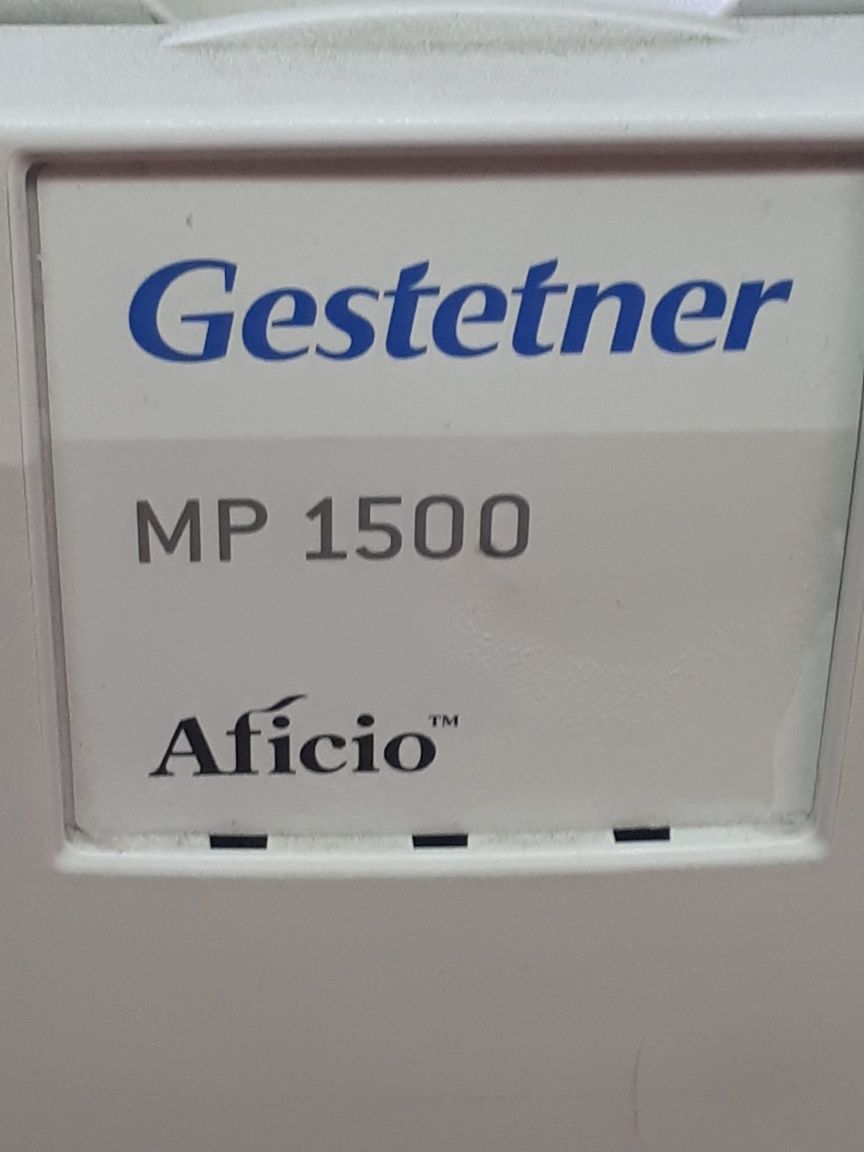 Gestetner
MP 1500
Aficio™